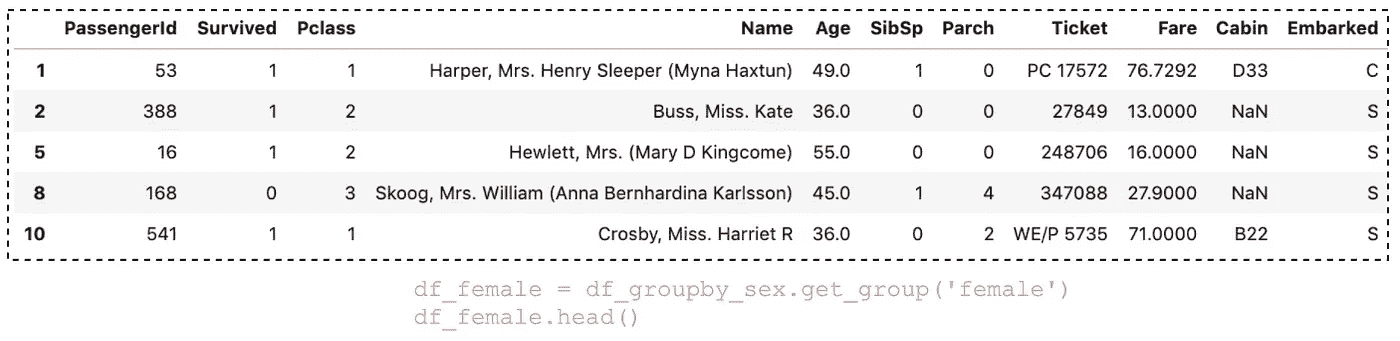 PassengerId Survived Pclass Name Age SibSp Parch Ticket Fare Cabin Embarked
1 53 1 1 Harper, Mrs. Henry Sleeper (Myna Haxtun) 49.0 1 0 PC 17572 76.7292 D33 C
2 388 1 2 Buss, Miss. Kate 36.0 0 0 27849 13.0000 NaN S
5 16 1 2 Hewlett, Mrs. (Mary D Kingcome) 55.0 0 0 248706 16.0000 NaN S
8 168 0 3 Skoog, Mrs. William (Anna Bernhardina Karlsson) 45.0 1 4 347088 27.9000 NaN S
10 541 1 1 Crosby, Miss. Harriet R 36.0 0 2 WE/P 5735 71.0000 B22 S
df_female = df_groupby_sex.get_group('female')
df_female.head()